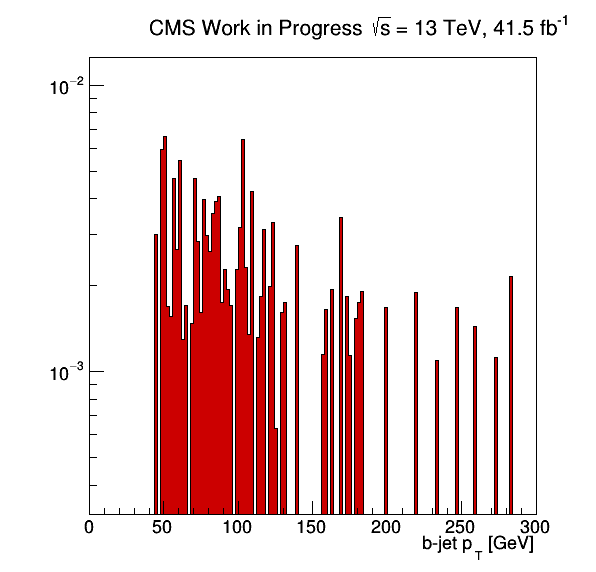 CMS Work in Progress √s = 13 TeV, 41.5 fb⁻¹
10⁻²
10⁻³
0 50 100 150 200 250 300
b-jet p_T [GeV]